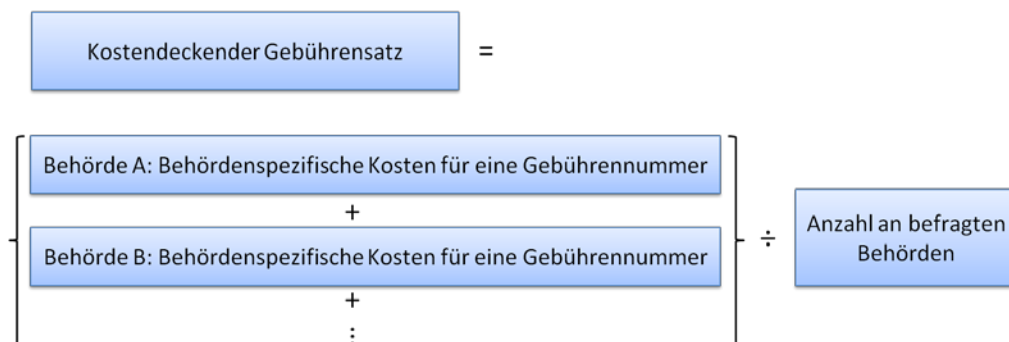 Kostendeckender Gebührensatz =
Behörde A: Behördenspezifische Kosten für eine Gebührennummer
+
Behörde B: Behördenspezifische Kosten für eine Gebührennummer
÷
Anzahl an befragten
Behörden
+
⋮